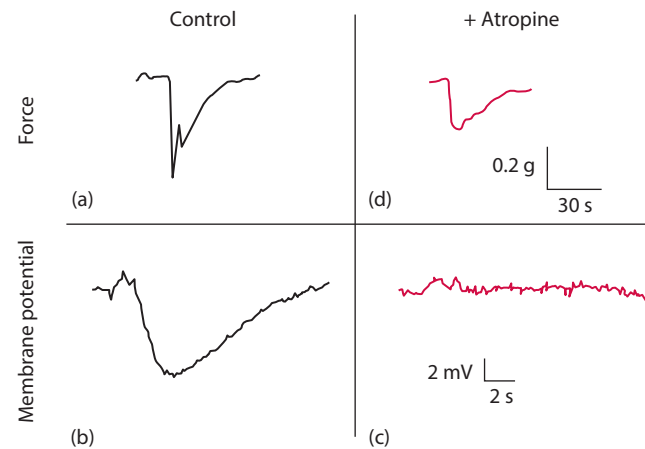 Control
+ Atropine
Force
(a)
(d)
0.2 g
30 s
Membrane potential
(b)
2 mV
2 s
(c)